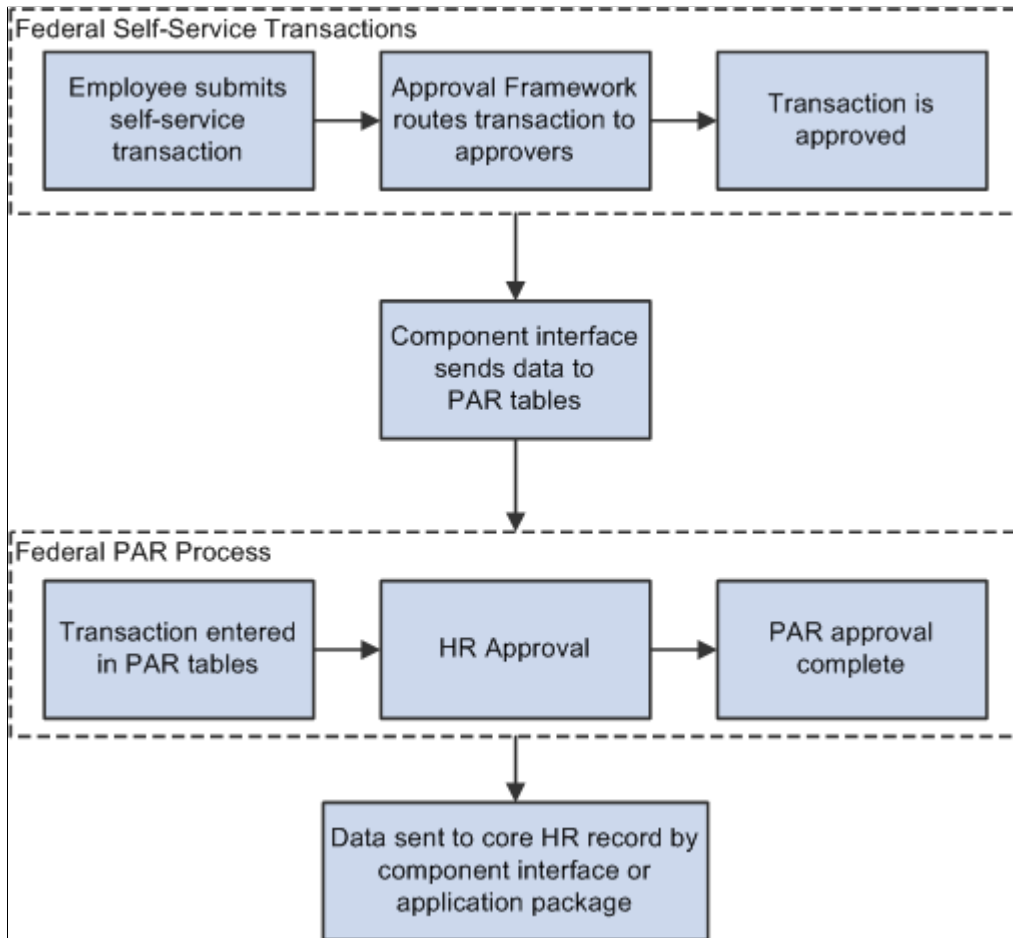 Federal Self-Service Transactions
Employee submits
self-service
transaction
Approval Framework
routes transaction to
approvers
Transaction is
approved
Component interface
sends data to
PAR tables
Federal PAR Process
Transaction entered
in PAR tables
HR Approval
PAR approval
complete
Data sent to core HR record by
component interface or
application package